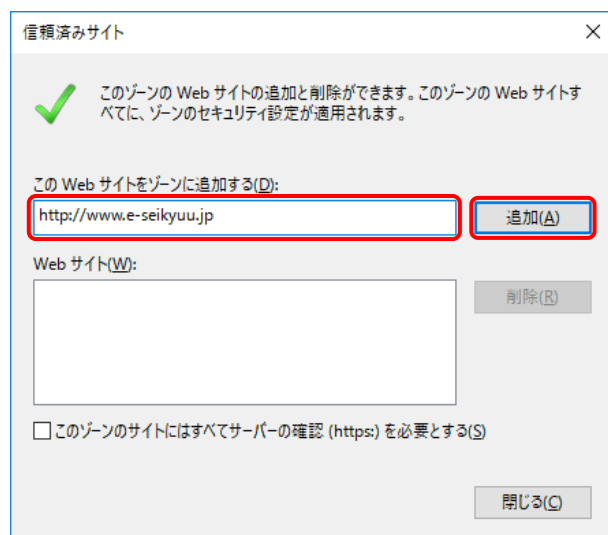 信頼済みサイト
このゾーンの Web サイトの追加と削除ができます。このゾーンの Web サイトす
べてに、ゾーンのセキュリティ設定が適用されます。
この Web サイトをゾーンに追加する(D):
http://www.e-seikyuu.jp
追加(A)
Web サイト(W):
削除(R)
このゾーンのサイトにはすべてサーバーの確認 (https:) を必要とする(S)
閉じる(C)